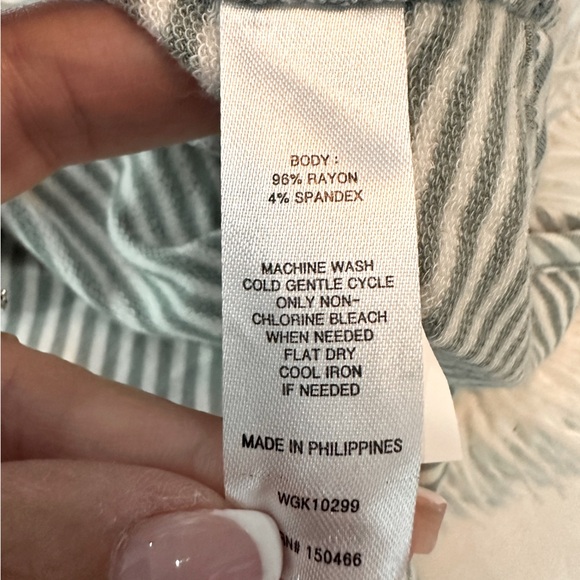 BODY :
96% RAYON
4% SPANDEX
MACHINE WASH
COLD GENTLE CYCLE
ONLY NON-
CHLORINE BLEACH
WHEN NEEDED
FLAT DRY
COOL IRON
IF NEEDED
MADE IN PHILIPPINES
WGK10299
150466